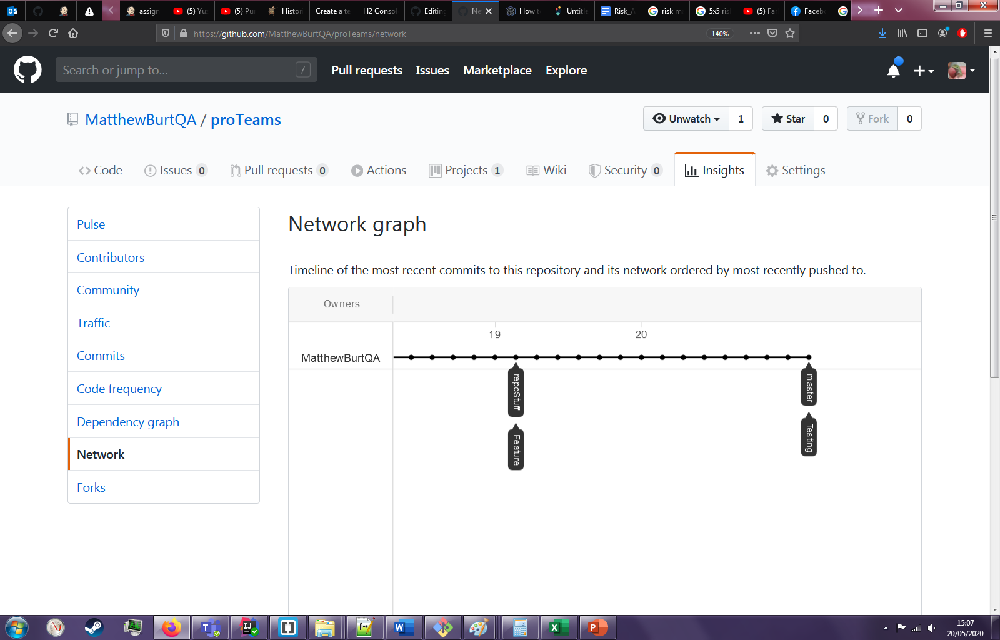 assign
(5) Yu
(5) Pu
Histor
Create a te
H2 Consol
Editing
Ne
How t
Untitle
Risk_A
risk m
5x5 ris
(5) Far
Facebo
https://github.com/MatthewBurtQA/proTeams/network
140%
Search or jump to...
/
Pull requests
Issues
Marketplace
Explore
MatthewBurtQA / proTeams
Unwatch 1
Star 0
Fork 0
Code
Issues 0
Pull requests 0
Actions
Projects 1
Wiki
Security 0
Insights
Settings
Pulse
Contributors
Community
Traffic
Commits
Code frequency
Dependency graph
Network
Forks
Network graph
Timeline of the most recent commits to this repository and its network ordered by most recently pushed to.
Owners
19
20
MatthewBurtQA
repoStuff
Feature
master
Testing
15:07
20/05/2020